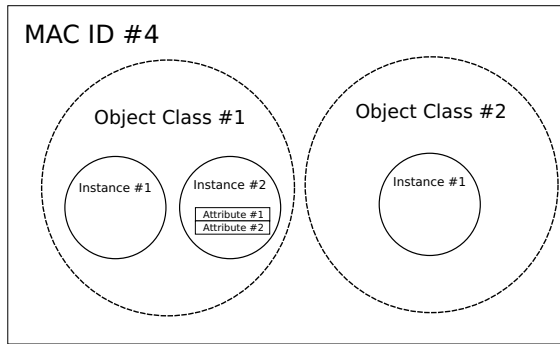 MAC ID #4
Object Class #1
Object Class #2
Instance #1
Instance #2
Instance #1
Attribute #1
Attribute #2